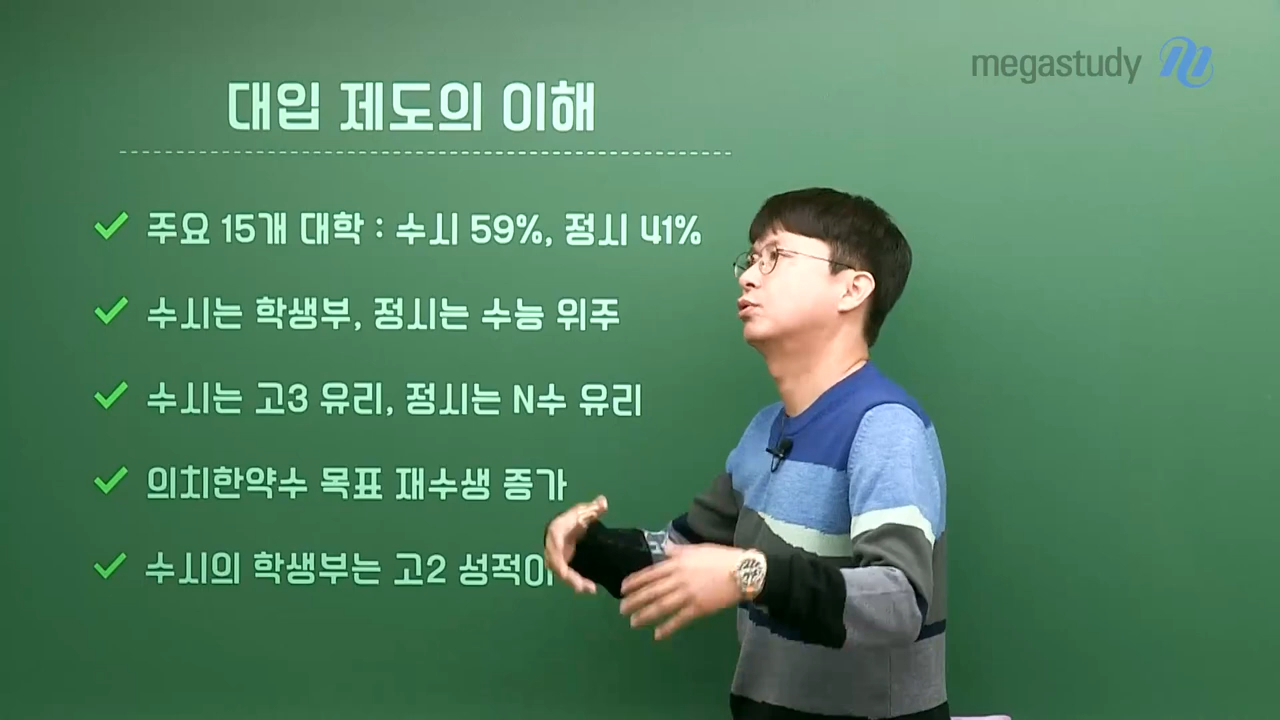 megastudy
대입 제도의 이해
주요 15개 대학 : 수시 59%, 정시 41%
수시는 학생부, 정시는 수능 위주
수시는 고3 유리, 정시는 N수 유리
의치한약수 목표 재수생 증가
수시의 학생부는 고2 성적이